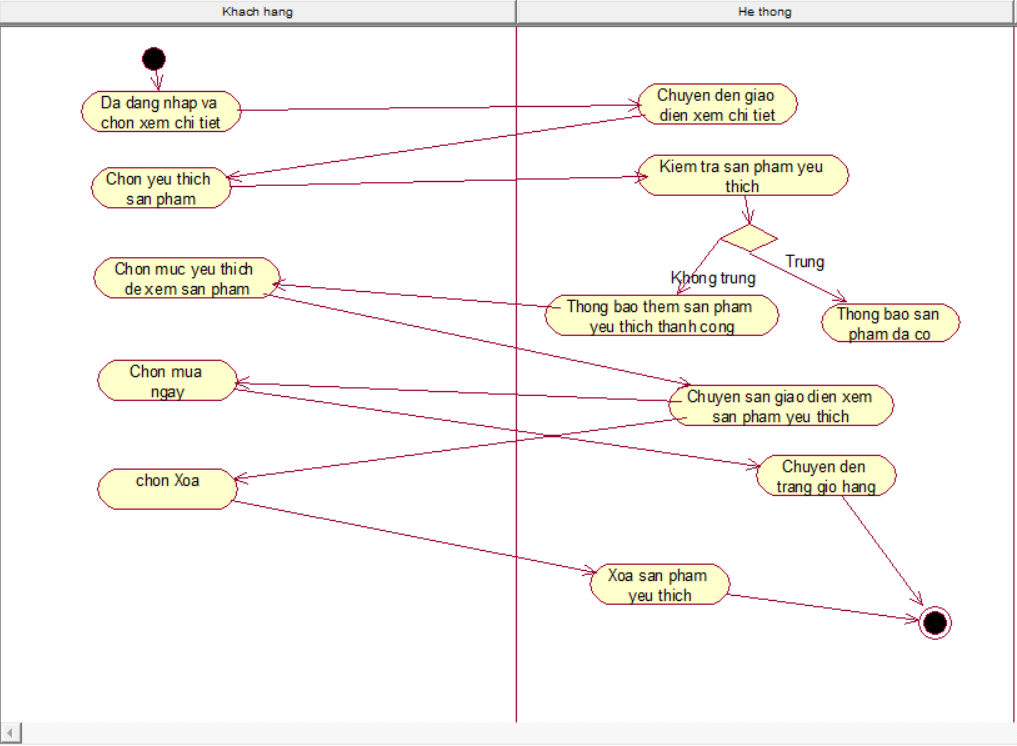 Khach hang
He thong
Da dang nhap va
chon xem chi tiet
Chuyen den giao
dien xem chi tiet
Chon yeu thich
san pham
Kiem tra san pham yeu
thich
Trung
Khong trung
Chon muc yeu thich
de xem san pham
Thong bao them san pham
yeu thich thanh cong
Thong bao san
pham da co
Chon mua
ngay
Chuyen san giao dien xem
san pham yeu thich
Chuyen den
trang gio hang
chon Xoa
Xoa san pham
yeu thich